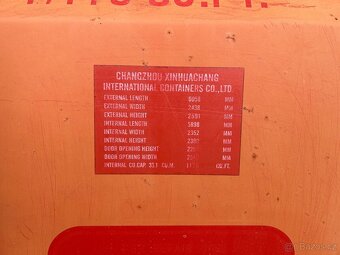 CHANGZHOU XINHUACHANG
INTERNATIONAL CONTAINERS CO.,LTD.
EXTERNAL LENGTH 6058 MM
EXTERNAL WIDTH 2438 MM
EXTERNAL HEIGHT 2591 MM
INTERNAL LENGTH 5898 MM
INTERNAL WIDTH 2352 MM
INTERNAL HEIGHT MM
DOOR OPENING HEIGHT MM
DOOR OPENING WIDTH MM
INTERNAL CU.CAP. 33.1 CU.M. CU.FT.